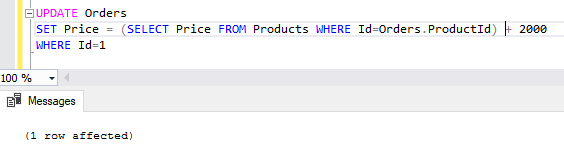 UPDATE Orders
SET Price = (SELECT Price FROM Products WHERE Id=Orders.ProductId) + 2000
WHERE Id=1
100 %
Messages
(1 row affected)